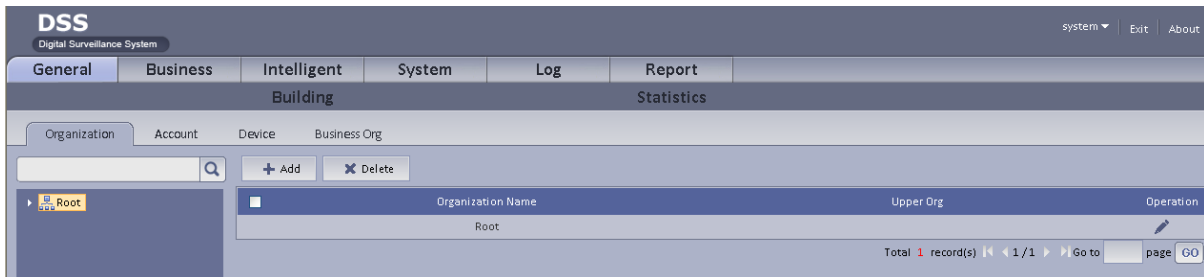 DSS
Digital Surveillance System
system Exit About
General Business Intelligent System Log Report
Building Statistics
Organization Account Device Business Org
Add Delete
Root
Organization Name Upper Org Operation
Root
Total 1 record(s) 1/1 Go to page GO